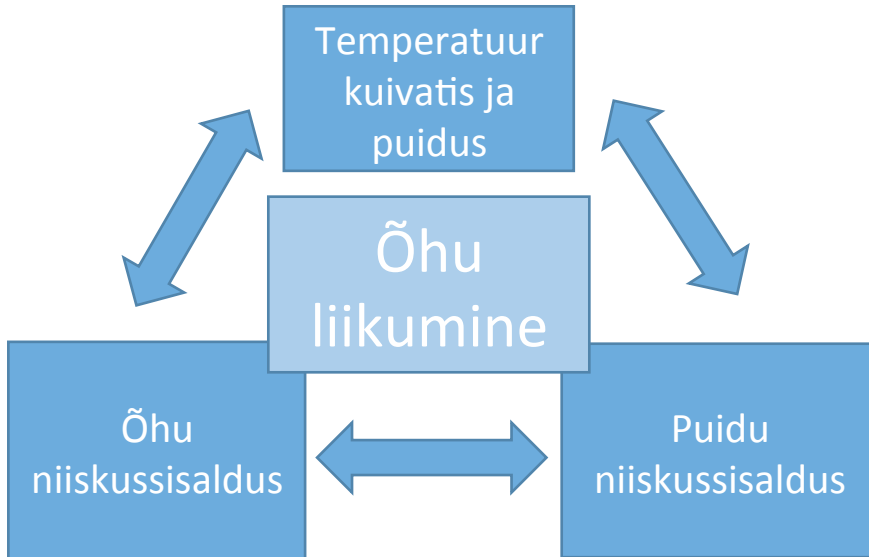 Temperatuur
kuivatis ja
puidus
Õhu
liikumine
Õhu
niiskussisaldus
Puidu
niiskussisaldus